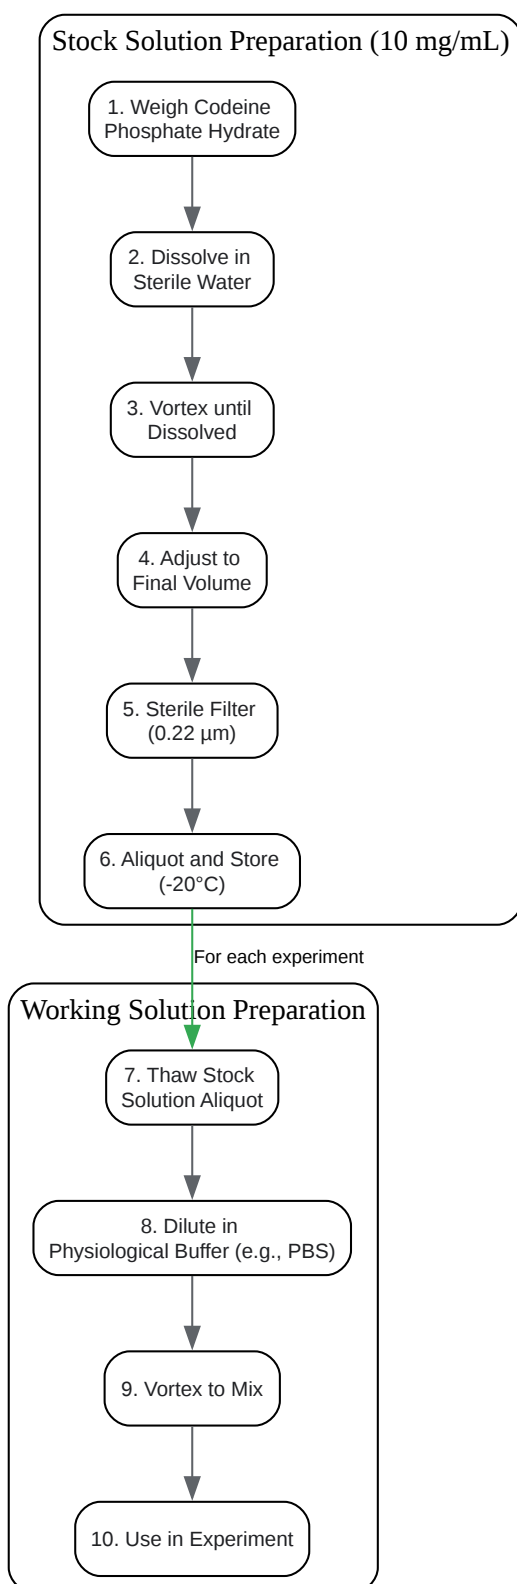 Stock Solution Preparation (10 mg/mL)
1. Weigh Codeine
Phosphate Hydrate
2. Dissolve in
Sterile Water
3. Vortex until
Dissolved
4. Adjust to
Final Volume
5. Sterile Filter
(0.22 µm)
6. Aliquot and Store
(-20°C)
For each experiment
Working Solution Preparation
7. Thaw Stock
Solution Aliquot
8. Dilute in
Physiological Buffer (e.g., PBS)
9. Vortex to Mix
10. Use in Experiment